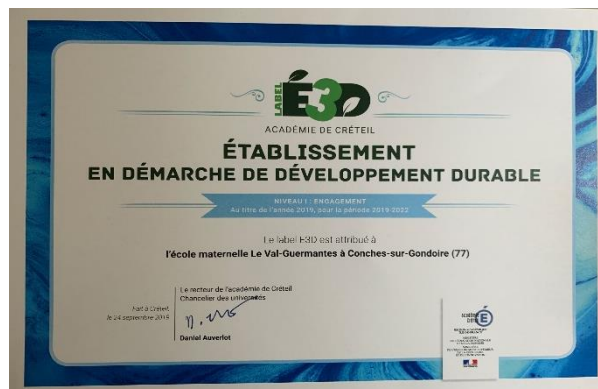 LABEL
É3D
ACADÉMIE DE CRÉTEIL
ÉTABLISSEMENT
EN DÉMARCHE DE DÉVELOPPEMENT DURABLE
NIVEAU 1 : ENGAGEMENT
Au titre de l'année 2019, pour la période 2019-2022
Le label E3D est attribué à
l'école maternelle Le Val-Guermantes à Conches-sur-Gondoire (77)
Le recteur de l'académie de Créteil
Chancelier des universités
Fait à Créteil,
le 24 septembre 2019
Daniel Auverlot